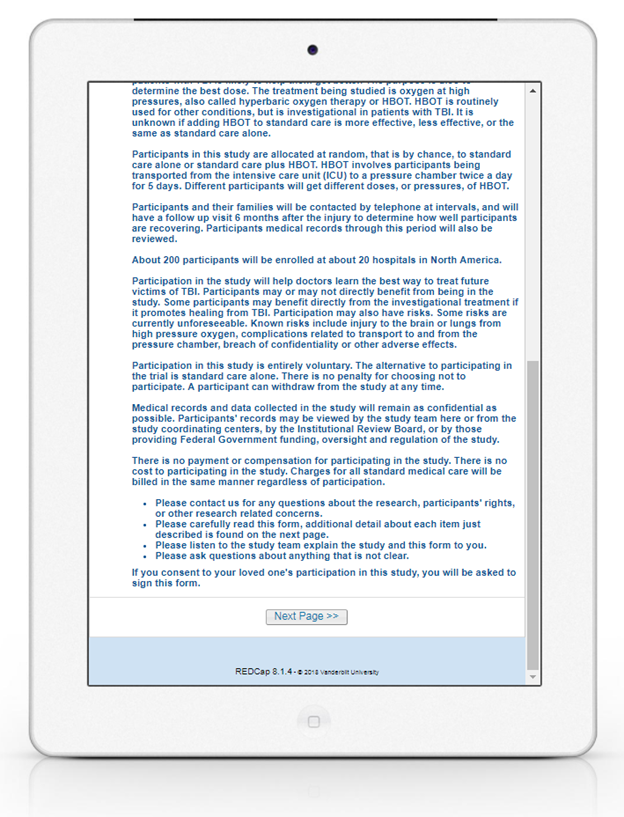 determine the best dose. The treatment being studied is oxygen at high
pressures, also called hyperbaric oxygen therapy or HBOT. HBOT is routinely
used for other conditions, but is investigational in patients with TBI. It is
unknown if adding HBOT to standard care is more effective, less effective, or the
same as standard care alone.
Participants in this study are allocated at random, that is by chance, to standard
care alone or standard care plus HBOT. HBOT involves participants being
transported from the intensive care unit (ICU) to a pressure chamber twice a day
for 5 days. Different participants will get different doses, or pressures, of HBOT.
Participants and their families will be contacted by telephone at intervals, and will
have a follow up visit 6 months after the injury to determine how well participants
are recovering. Participants medical records through this period will also be
reviewed.
About 200 participants will be enrolled at about 20 hospitals in North America.
Participation in the study will help doctors learn the best way to treat future
victims of TBI. Participants may or may not directly benefit from being in the
study. Some participants may benefit directly from the investigational treatment if
it promotes healing from TBI. Participation may also have risks. Some risks are
currently unforeseeable. Known risks include injury to the brain or lungs from
high pressure oxygen, complications related to transport to and from the
pressure chamber, breach of confidentiality or other adverse effects.
Participation in this study is entirely voluntary. The alternative to participating in
the trial is standard care alone. There is no penalty for choosing not to
participate. A participant can withdraw from the study at any time.
Medical records and data collected in the study will remain as confidential as
possible. Participants' records may be viewed by the study team here or from the
study coordinating centers, by the Institutional Review Board, or by those
providing Federal Government funding, oversight and regulation of the study.
There is no payment or compensation for participating in the study. There is no
cost to participating in the study. Charges for all standard medical care will be
billed in the same manner regardless of participation.
• Please contact us for any questions about the research, participants' rights,
or other research related concerns.
• Please carefully read this form, additional detail about each item just
described is found on the next page.
• Please listen to the study team explain the study and this form to you.
• Please ask questions about anything that is not clear.
If you consent to your loved one's participation in this study, you will be asked to
sign this form.
Next Page >>
REDCap 8.1.4 - © 2018 Vanderbilt University